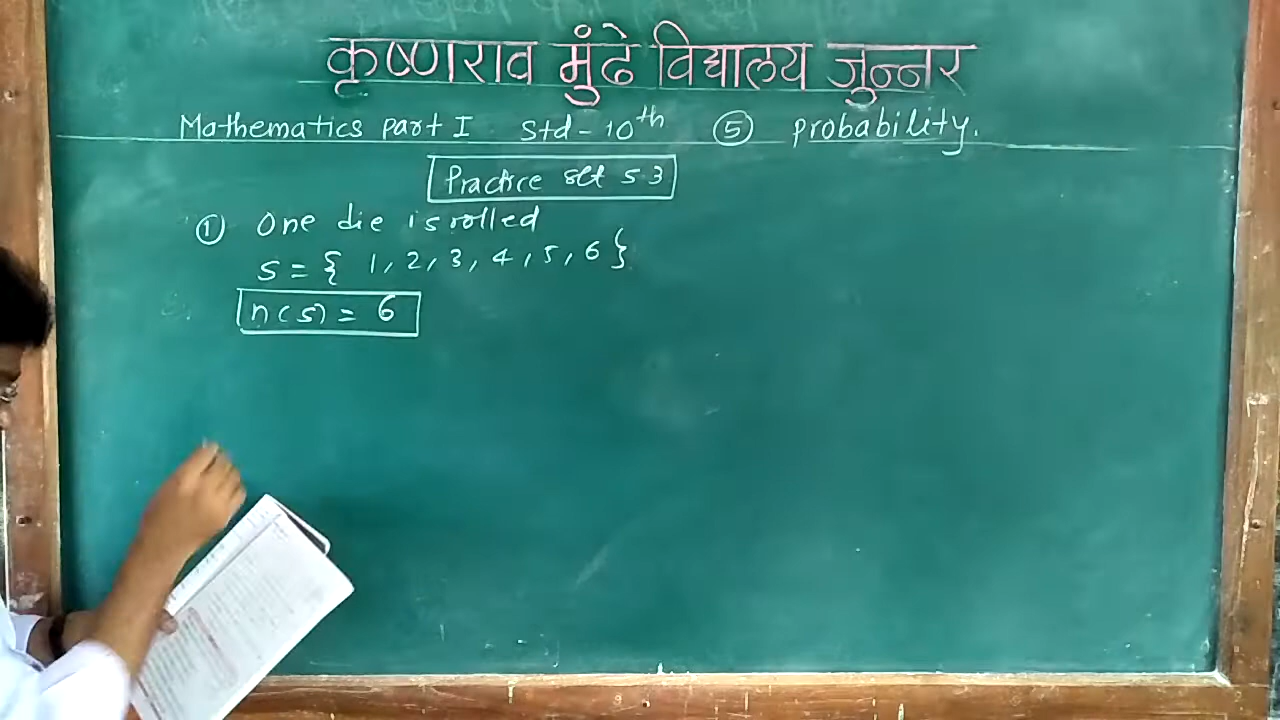 कृष्णराव मुंढे विद्यालय जुन्नर
Mathematics part I Std - 10th ⑤ probability.
Practice set 5 3
① One die is rolled
S = { 1, 2, 3, 4, 5, 6 }
n(S) = 6